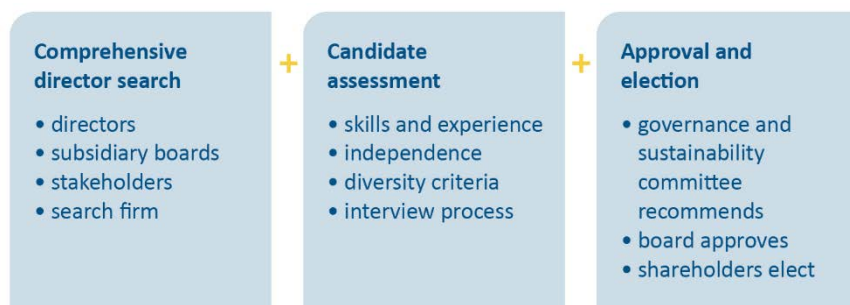 Comprehensive
director search
• directors
• subsidiary boards
• stakeholders
• search firm
+
Candidate
assessment
• skills and experience
• independence
• diversity criteria
• interview process
+
Approval and
election
• governance and
sustainability
committee
recommends
• board approves
• shareholders elect